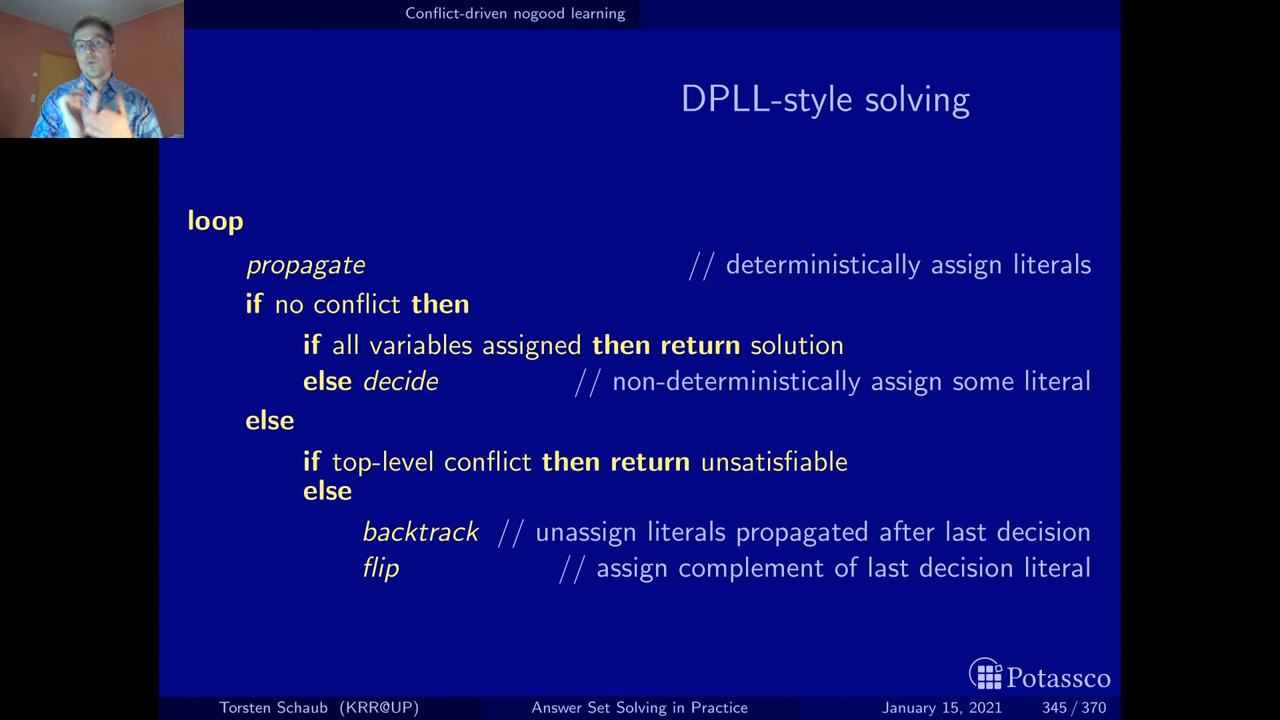 Conflict-driven nogood learning
DPLL-style solving
loop
propagate // deterministically assign literals
if no conflict then
if all variables assigned then return solution
else decide // non-deterministically assign some literal
else
if top-level conflict then return unsatisfiable
else
backtrack // unassign literals propagated after last decision
flip // assign complement of last decision literal
Potassco
Torsten Schaub (KRR@UP) Answer Set Solving in Practice January 15, 2021 345 / 370